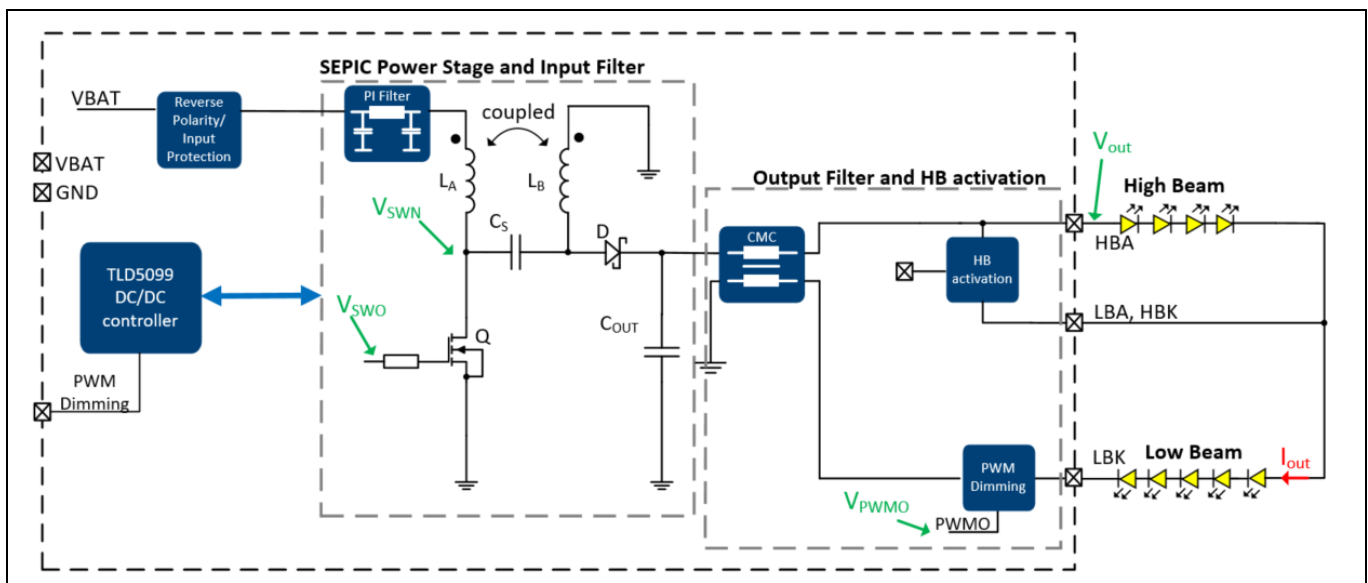 SEPIC Power Stage and Input Filter
VBAT
Reverse
Polarity/
Input
Protection
PI Filter
coupled
VBAT
GND
LA
LB
Vout
Output Filter and HB activation
High Beam
VSWN
CS
D
CMC
HBA
HB
activation
TLD5099
DC/DC
controller
VSWO
Q
COUT
LBA, HBK
PWM
Dimming
LBK
Low Beam
Iout
PWM
Dimming
VPWMO
PWMO